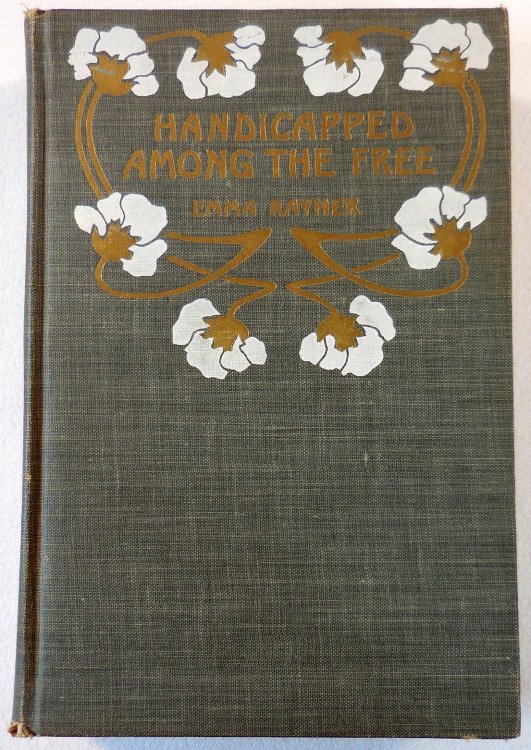 HANDICAPPED
AMONG THE FREE
EMMA RAYNER